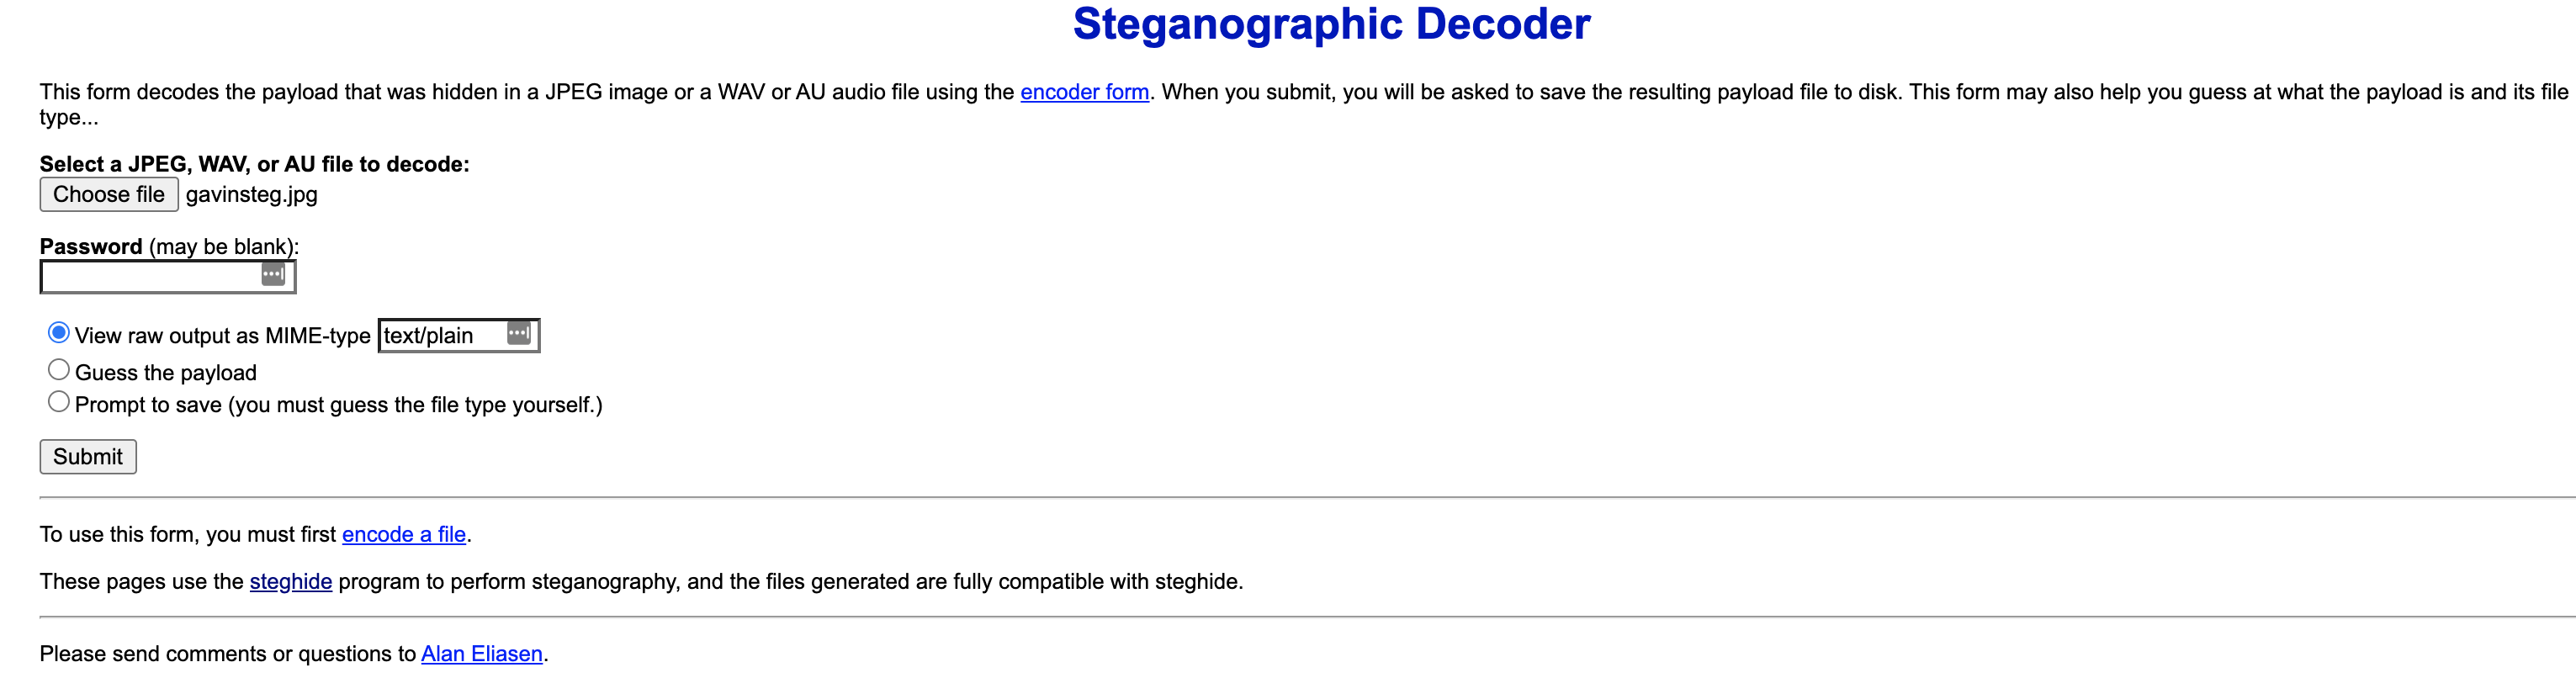 Steganographic Decoder
This form decodes the payload that was hidden in a JPEG image or a WAV or AU audio file using the encoder form. When you submit, you will be asked to save the resulting payload file to disk. This form may also help you guess at what the payload is and its file
type...
Select a JPEG, WAV, or AU file to decode:
Choose file gavinsteg.jpg
Password (may be blank):
View raw output as MIME-type text/plain
Guess the payload
Prompt to save (you must guess the file type yourself.)
Submit
To use this form, you must first encode a file.
These pages use the steghide program to perform steganography, and the files generated are fully compatible with steghide.
Please send comments or questions to Alan Eliasen.